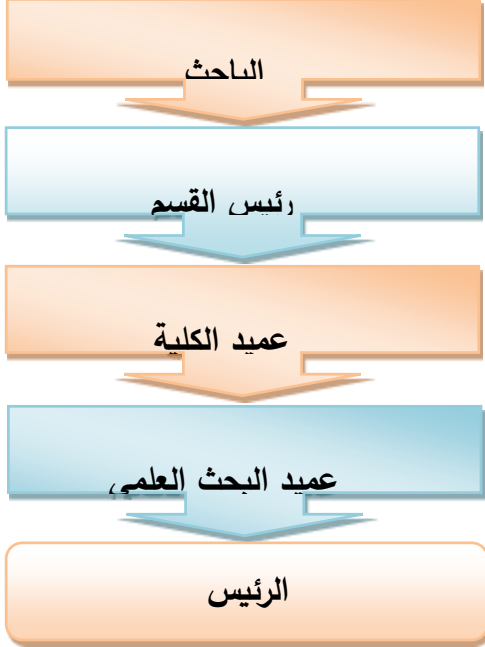 الباحث
رئيس القسم
عميد الكلية
عميد البحث العلمي
الرئيس